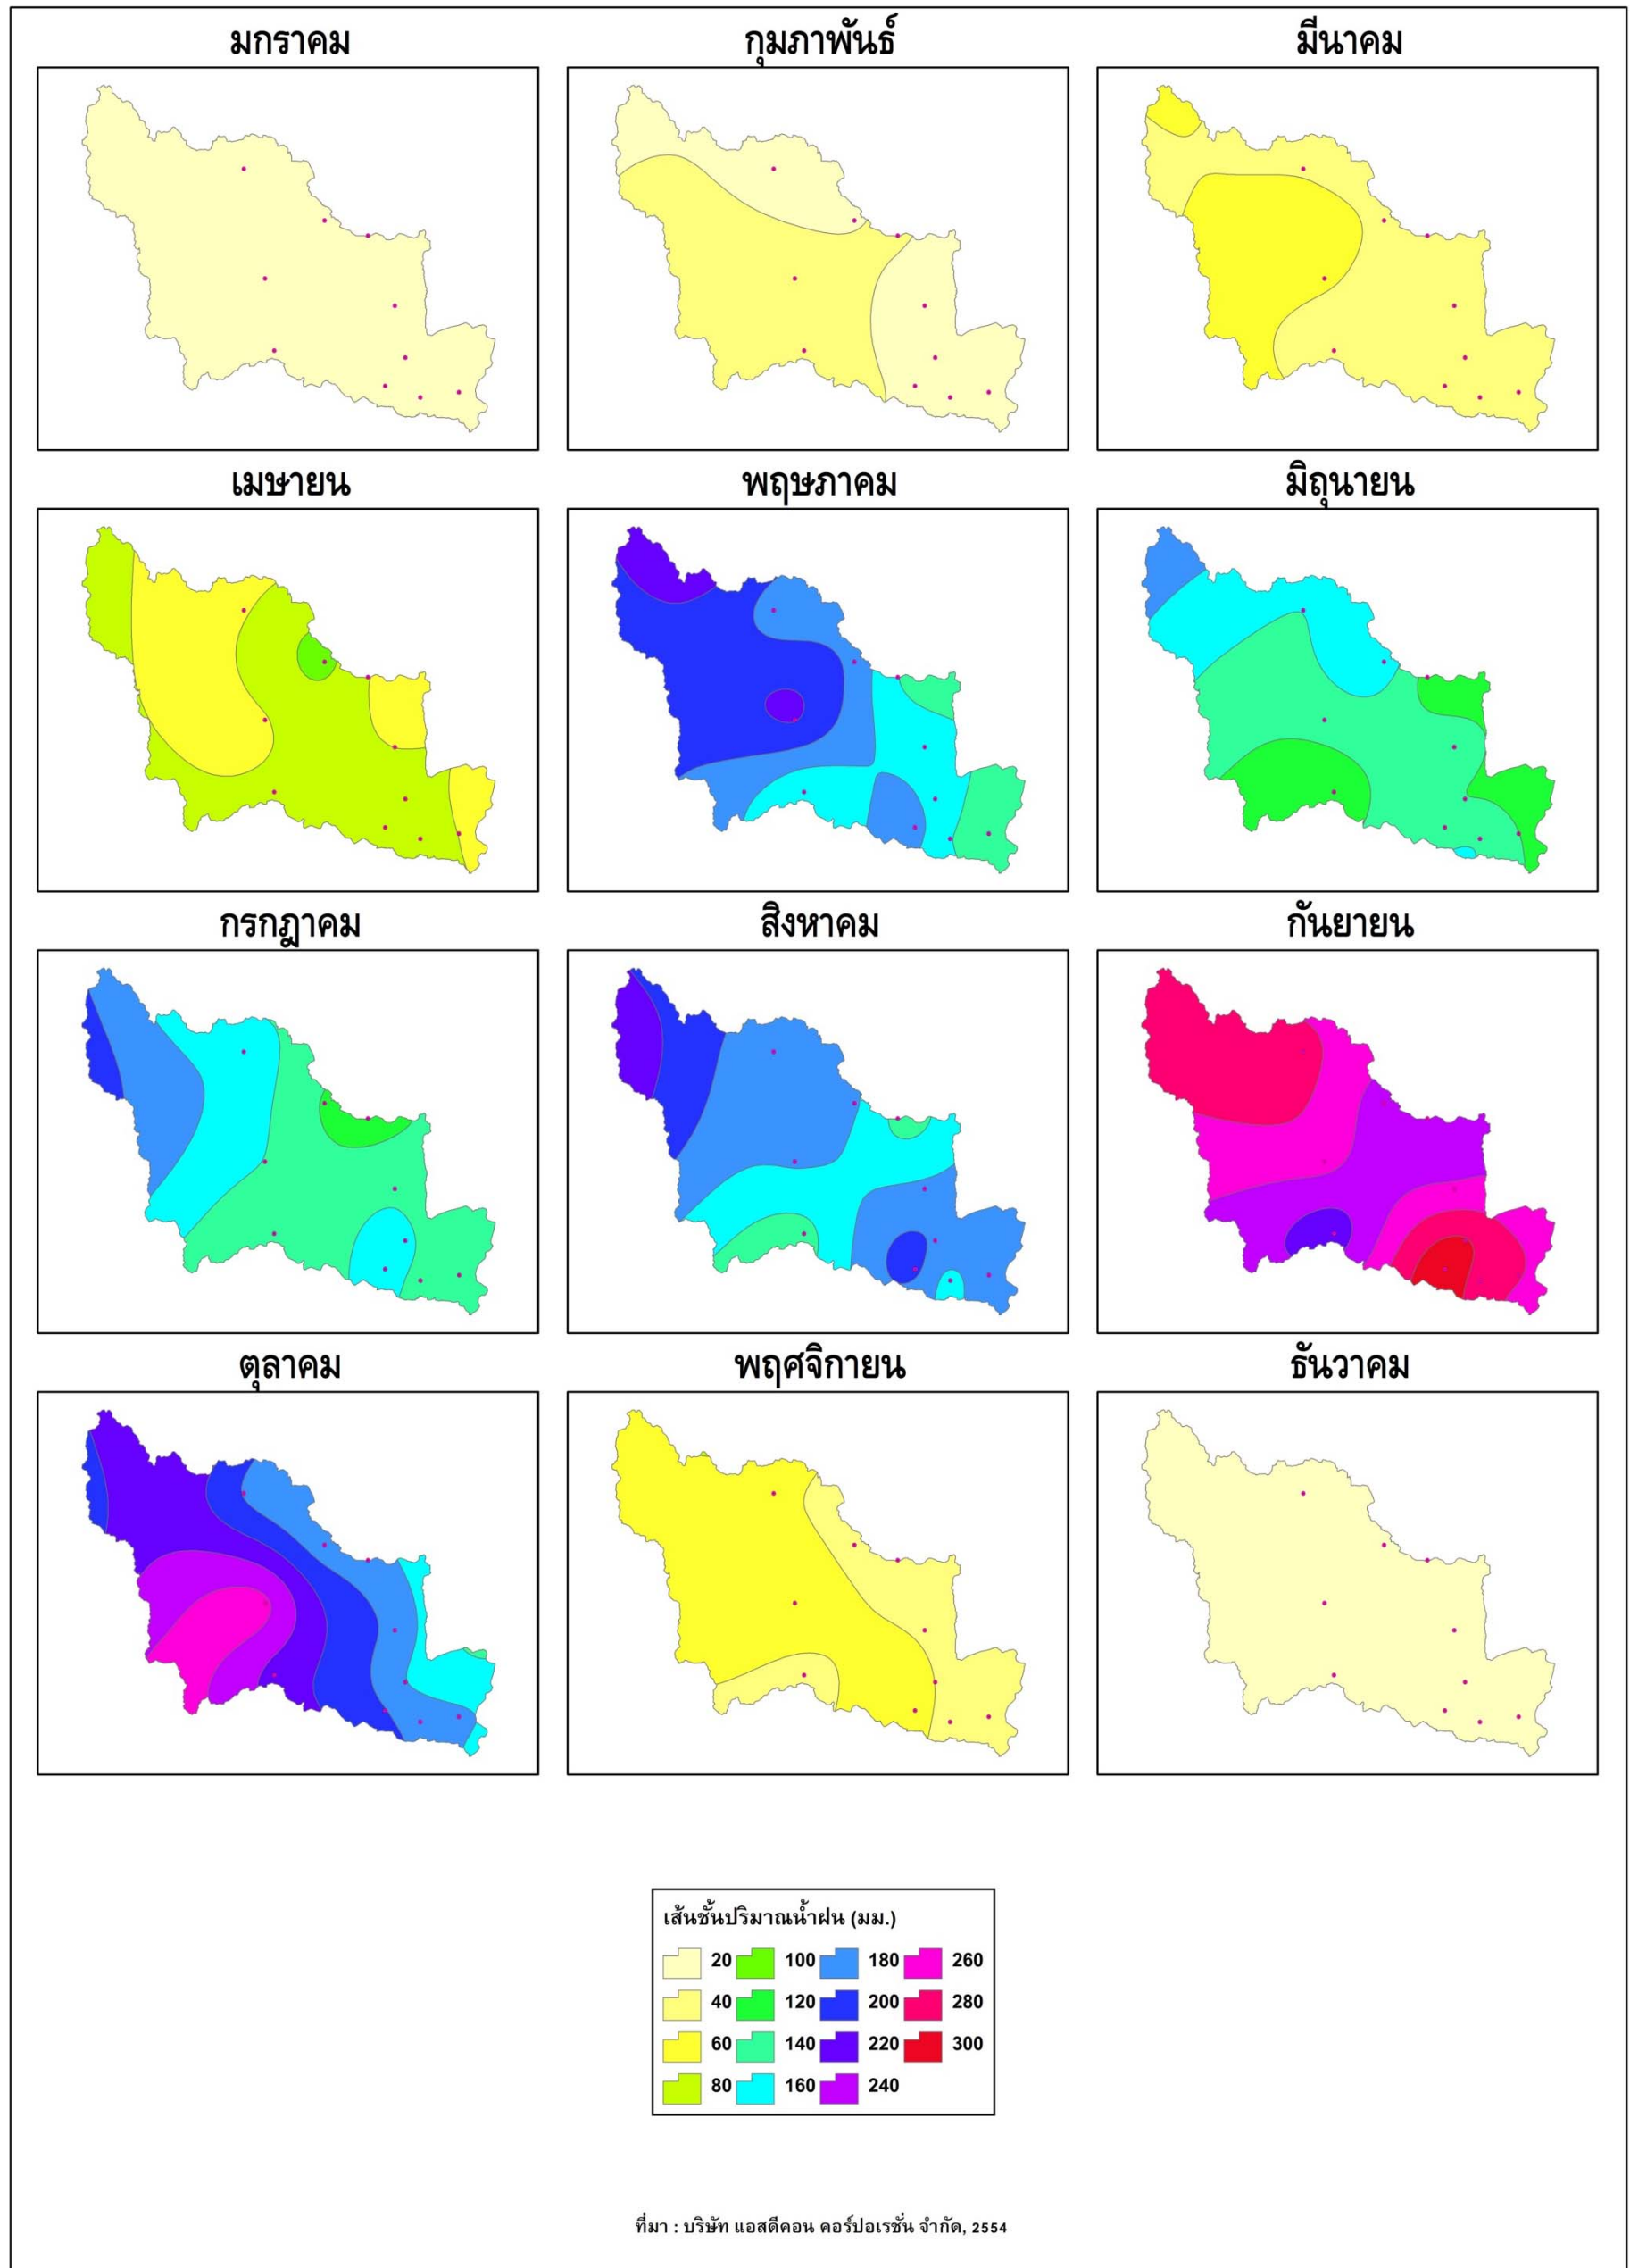 มกราคม กุมภาพันธ์ มีนาคม
เมษายน พฤษภาคม มิถุนายน
กรกฎาคม สิงหาคม กันยายน
ตุลาคม พฤศจิกายน ธันวาคม
เส้นชั้นปริมาณน้ำฝน (มม.)
20 100 180 260
40 120 200 280
60 140 220 300
80 160 240
ที่มา : บริษัท แอสดีคอน คอร์ปอเรชั่น จำกัด, 2554